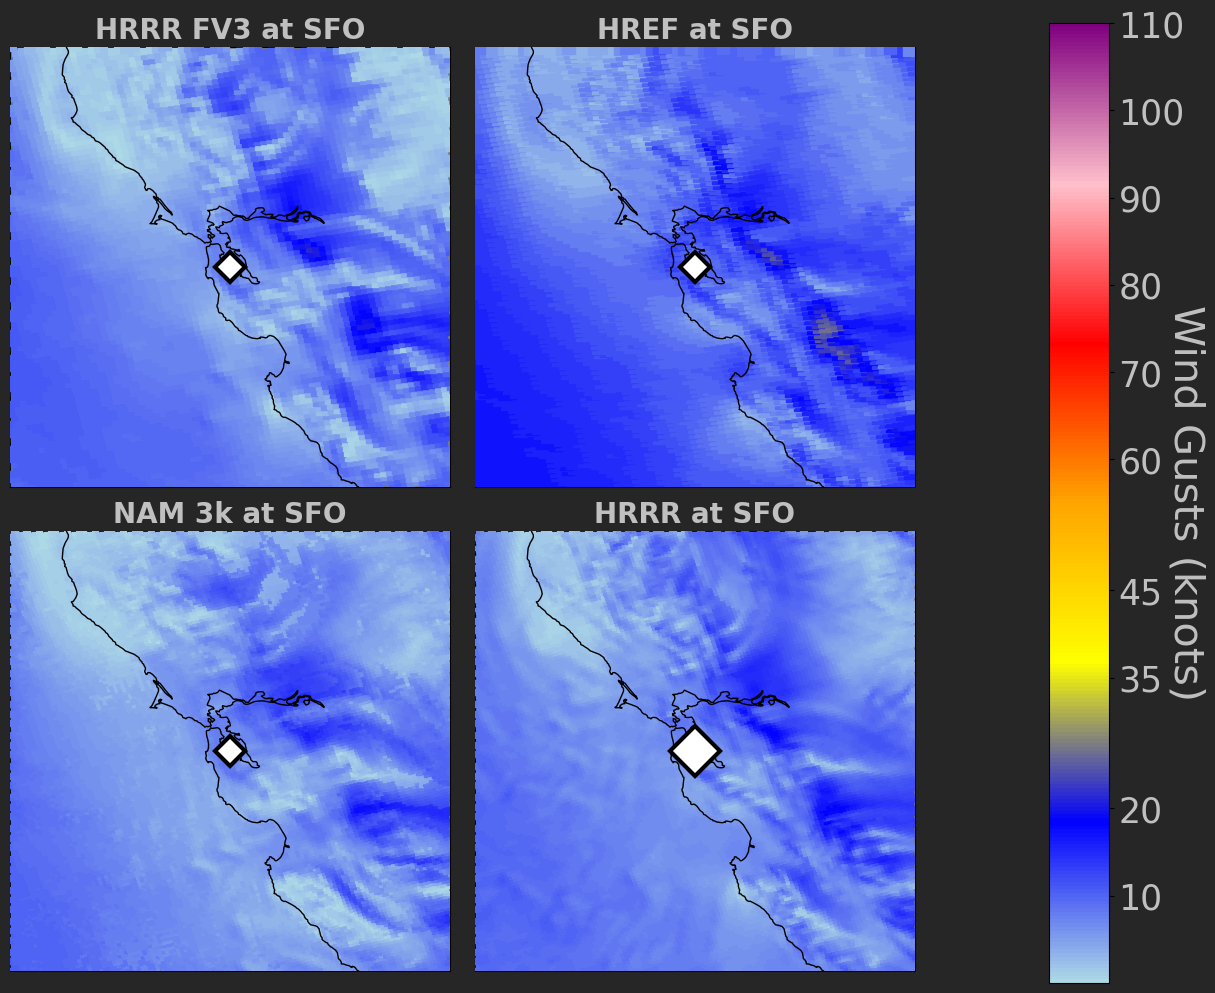 HRRR FV3 at SFO
HREF at SFO
NAM 3k at SFO
HRRR at SFO
110
100
90
80
70
60
45
35
20
10
Wind Gusts (knots)